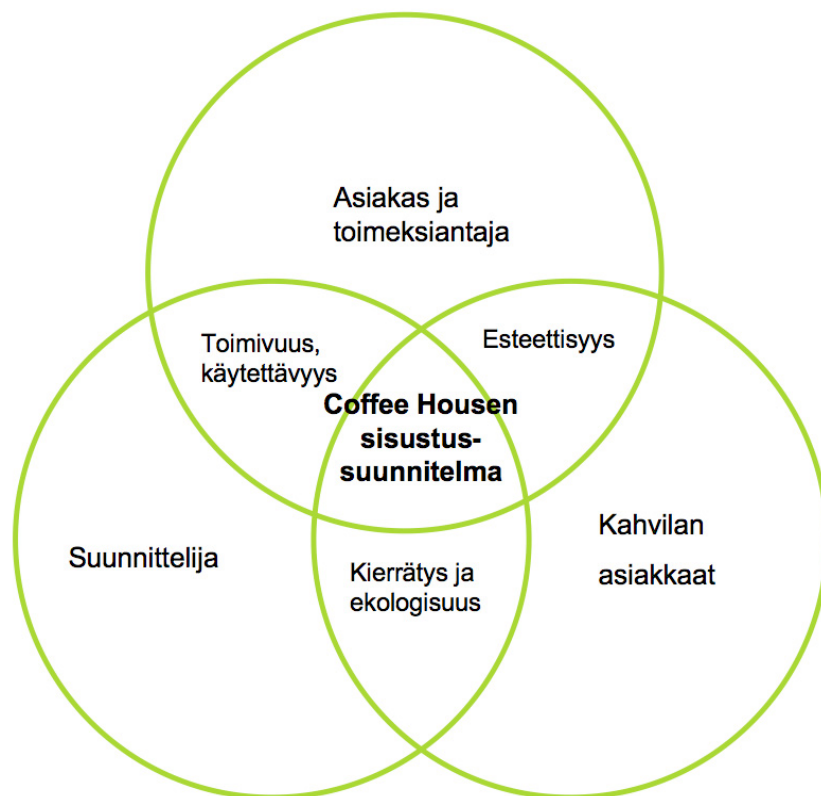 Asiakas ja
toimeksiantaja
Toimivuus,
käytettävyys
Esteettisyys
Coffee Housen
sisustus-
suunnitelma
Suunnittelija
Kierrätys ja
ekologisuus
Kahvilan
asiakkaat